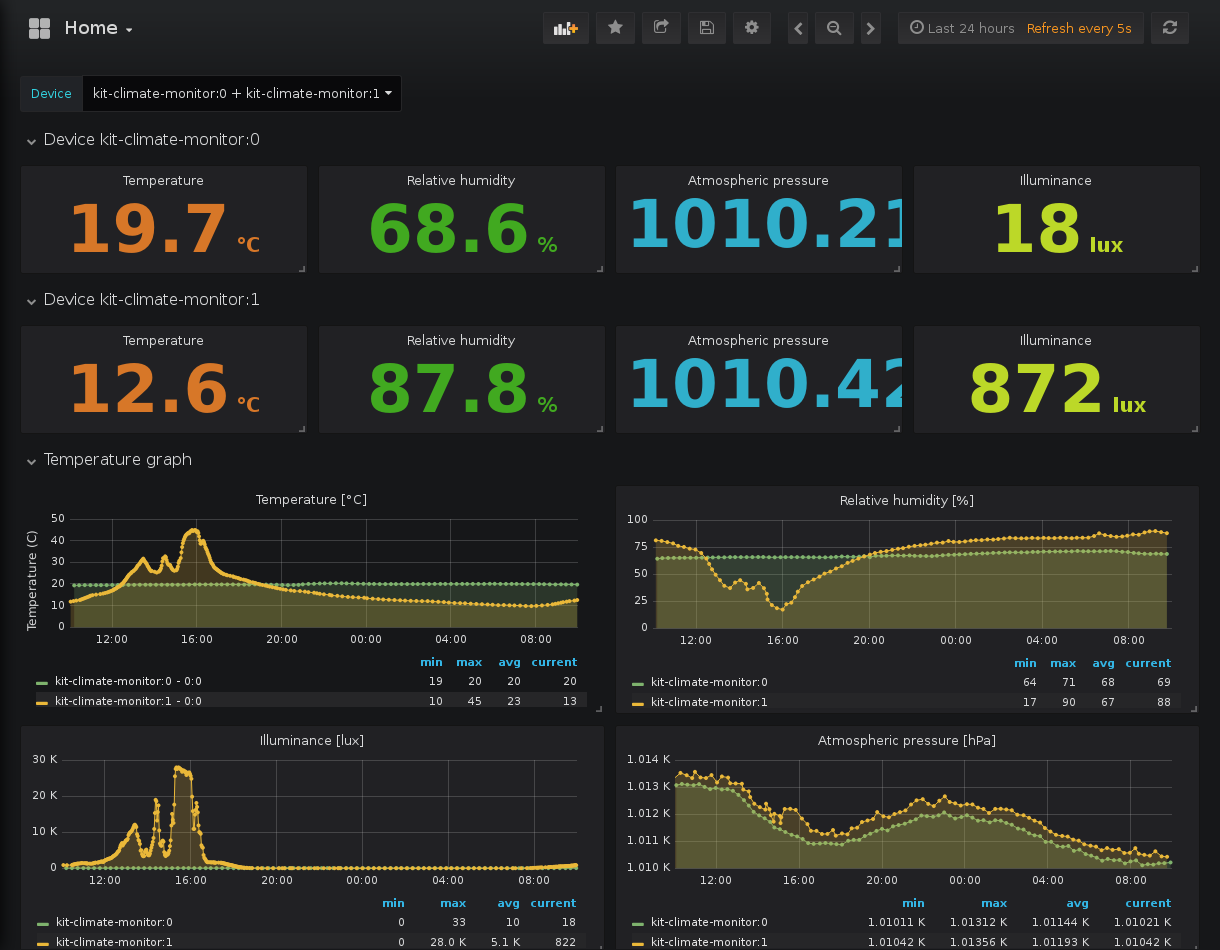 Home
Last 24 hours Refresh every 5s
Device kit-climate-monitor:0 + kit-climate-monitor:1
Device kit-climate-monitor:0
Temperature Relative humidity Atmospheric pressure Illuminance
19.7 °C 68.6 % 1010.21 18 lux
Device kit-climate-monitor:1
Temperature Relative humidity Atmospheric pressure Illuminance
12.6 °C 87.8 % 1010.42 872 lux
Temperature graph
Temperature [°C]
Temperature (C)
50
40
30
20
10
0
12:00 16:00 20:00 00:00 04:00 08:00
min max avg current
kit-climate-monitor:0 - 0:0 19 20 20 20
kit-climate-monitor:1 - 0:0 10 45 23 13
Relative humidity [%]
100
75
50
25
0
12:00 16:00 20:00 00:00 04:00 08:00
min max avg current
kit-climate-monitor:0 64 71 68 69
kit-climate-monitor:1 17 90 67 88
Illuminance [lux]
30 K
20 K
10 K
0
12:00 16:00 20:00 00:00 04:00 08:00
min max avg current
kit-climate-monitor:0 0 33 10 18
kit-climate-monitor:1 0 28.0 K 5.1 K 822
Atmospheric pressure [hPa]
1.014 K
1.013 K
1.012 K
1.011 K
1.010 K
12:00 16:00 20:00 00:00 04:00 08:00
min max avg current
kit-climate-monitor:0 1.01011 K 1.01312 K 1.01144 K 1.01021 K
kit-climate-monitor:1 1.01042 K 1.01356 K 1.01193 K 1.01042 K